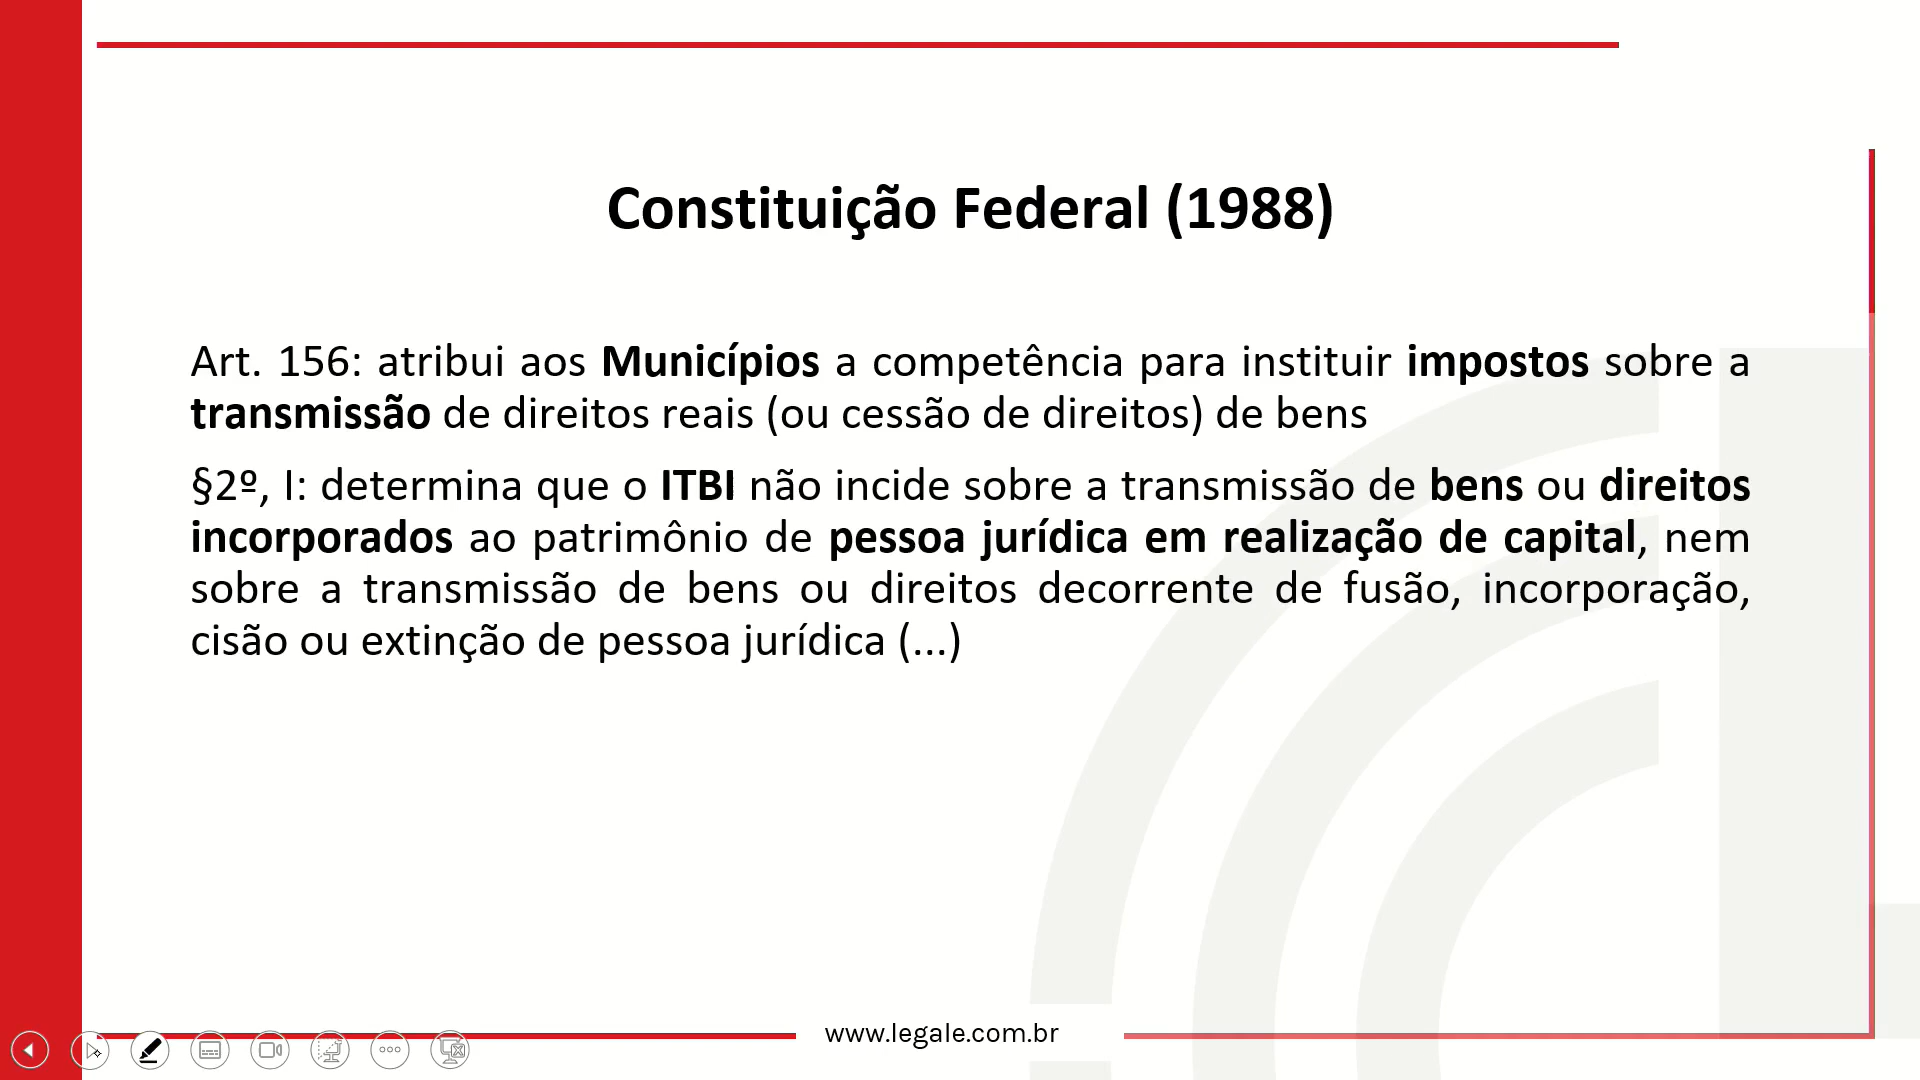 Constituição Federal (1988)
Art. 156: atribui aos Municípios a competência para instituir impostos sobre a
transmissão de direitos reais (ou cessão de direitos) de bens
§2º, I: determina que o ITBI não incide sobre a transmissão de bens ou direitos
incorporados ao patrimônio de pessoa jurídica em realização de capital, nem
sobre a transmissão de bens ou direitos decorrente de fusão, incorporação,
cisão ou extinção de pessoa jurídica (...)
www.legale.com.br